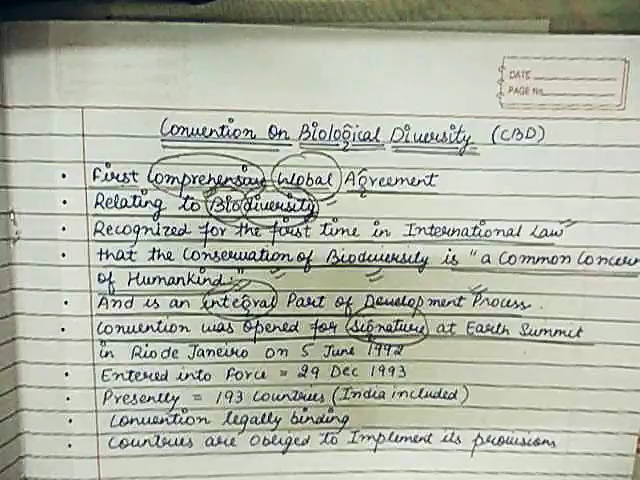 DATE
PAGE No.
Convention on Biological Diversity (CBD)
• First Comprehensive Global Agreement
• Relating to Biodiversity
• Recognized for the first time in International Law
• that the Conservation of Biodiversity is "a Common Concern
of Humankind."
• And is an integral Part of Development Process.
• Convention was opened for signature at Earth Summit
in Rio de Janeiro on 5 June 1992
• Entered into Force = 29 Dec 1993
• Presently = 193 Countries (India included)
• Convention legally binding
• Countries are Obliged to Implement its provisions